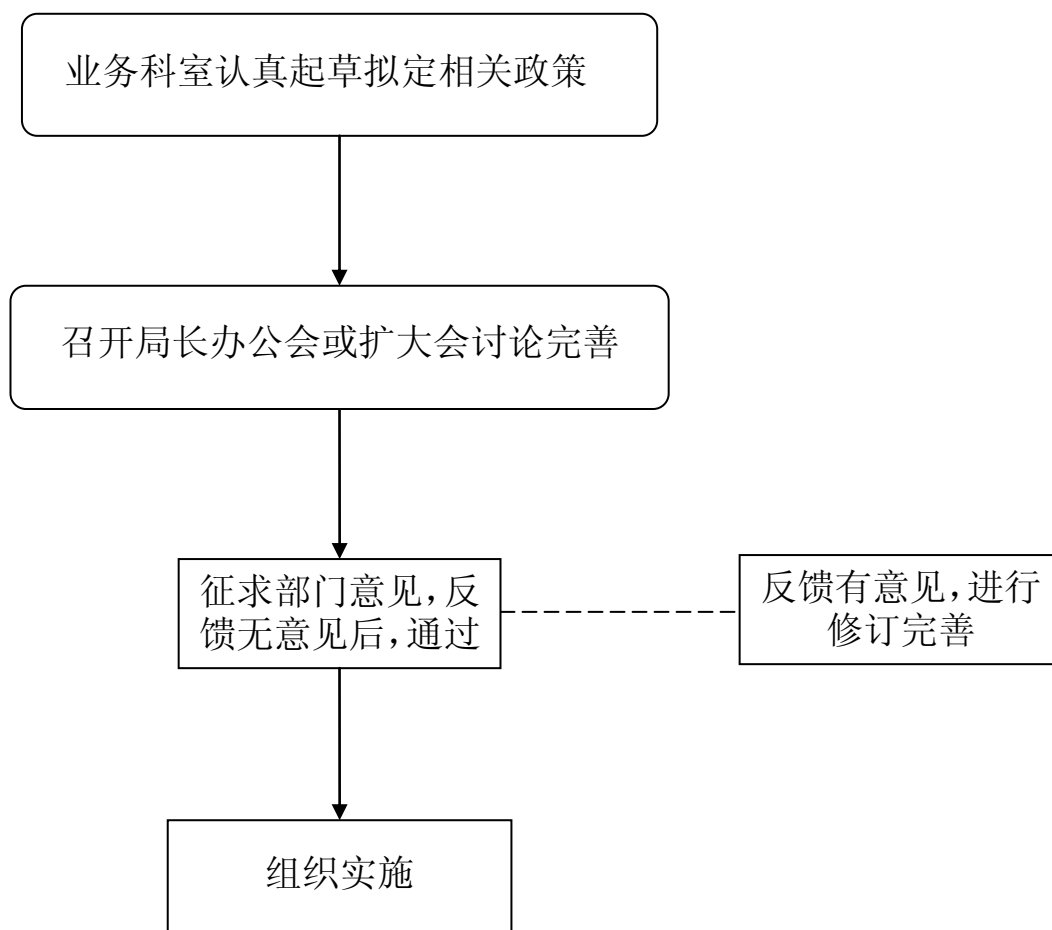 业务科室认真起草拟定相关政策
召开局长办公会或扩大会讨论完善
征求部门意见，反
馈无意见后，通过
反馈有意见，进行
修订完善
组织实施